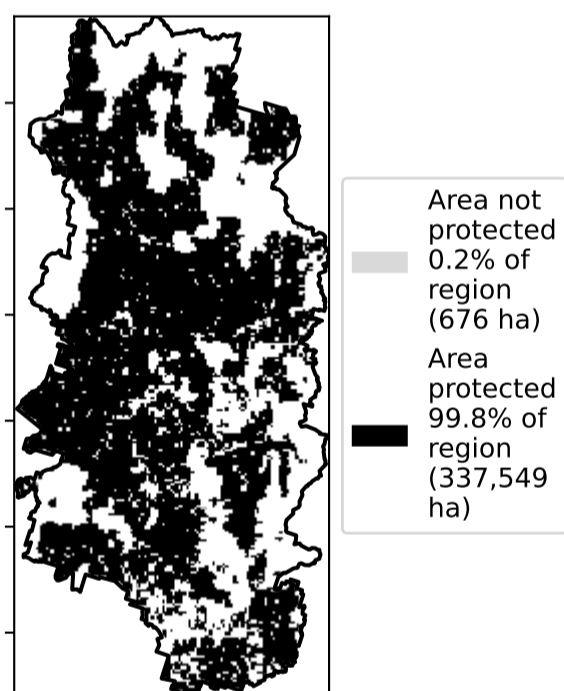 Area not
protected
0.2% of
region
(676 ha)
Area
protected
99.8% of
region
(337,549
ha)